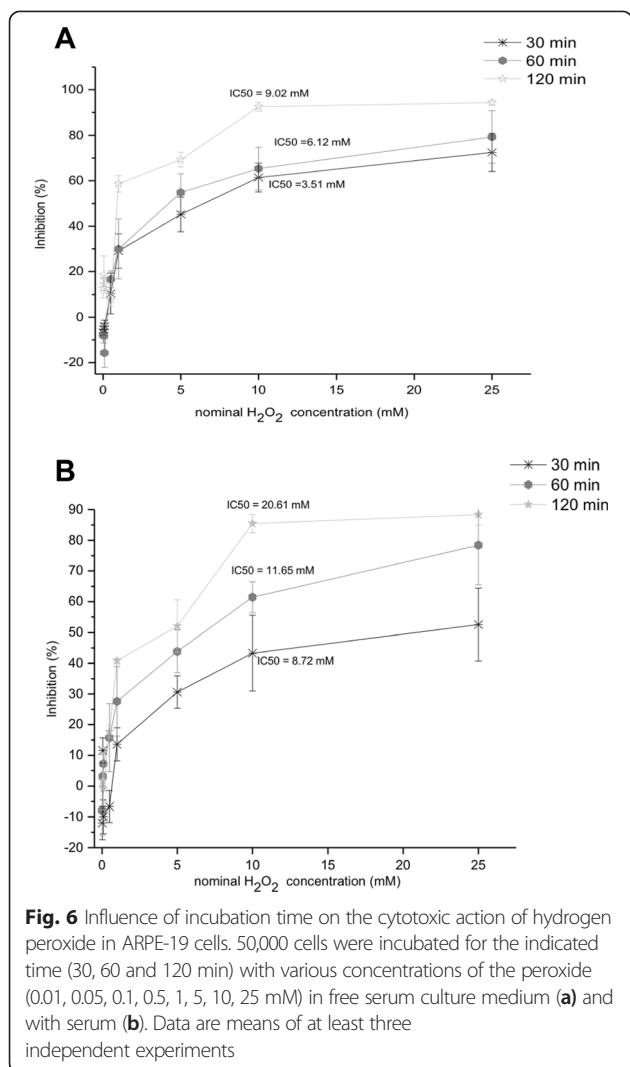 A
30 min
60 min
120 min
IC50 = 9.02 mM
IC50 =6.12 mM
IC50 =3.51 mM
Inhibition (%)
100
80
60
40
20
0
-20
0 5 10 15 20 25
nominal H₂O₂ concentration (mM)
B
30 min
60 min
120 min
IC50 = 20.61 mM
IC50 = 11.65 mM
IC50 = 8.72 mM
Inhibition (%)
90
80
70
60
50
40
30
20
10
0
-10
-20
0 5 10 15 20 25
nominal H₂O₂ concentration (mM)
Fig. 6 Influence of incubation time on the cytotoxic action of hydrogen
peroxide in ARPE-19 cells. 50,000 cells were incubated for the indicated
time (30, 60 and 120 min) with various concentrations of the peroxide
(0.01, 0.05, 0.1, 0.5, 1, 5, 10, 25 mM) in free serum culture medium (a) and
with serum (b). Data are means of at least three
independent experiments